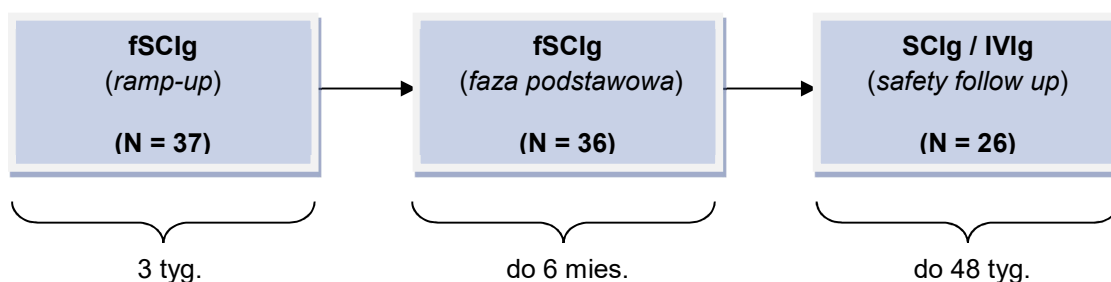 fSCIg
(ramp-up)
(N = 37)
fSCIg
(faza podstawowa)
(N = 36)
SCIg / IVIg
(safety follow up)
(N = 26)
3 tyg.
do 6 mies.
do 48 tyg.